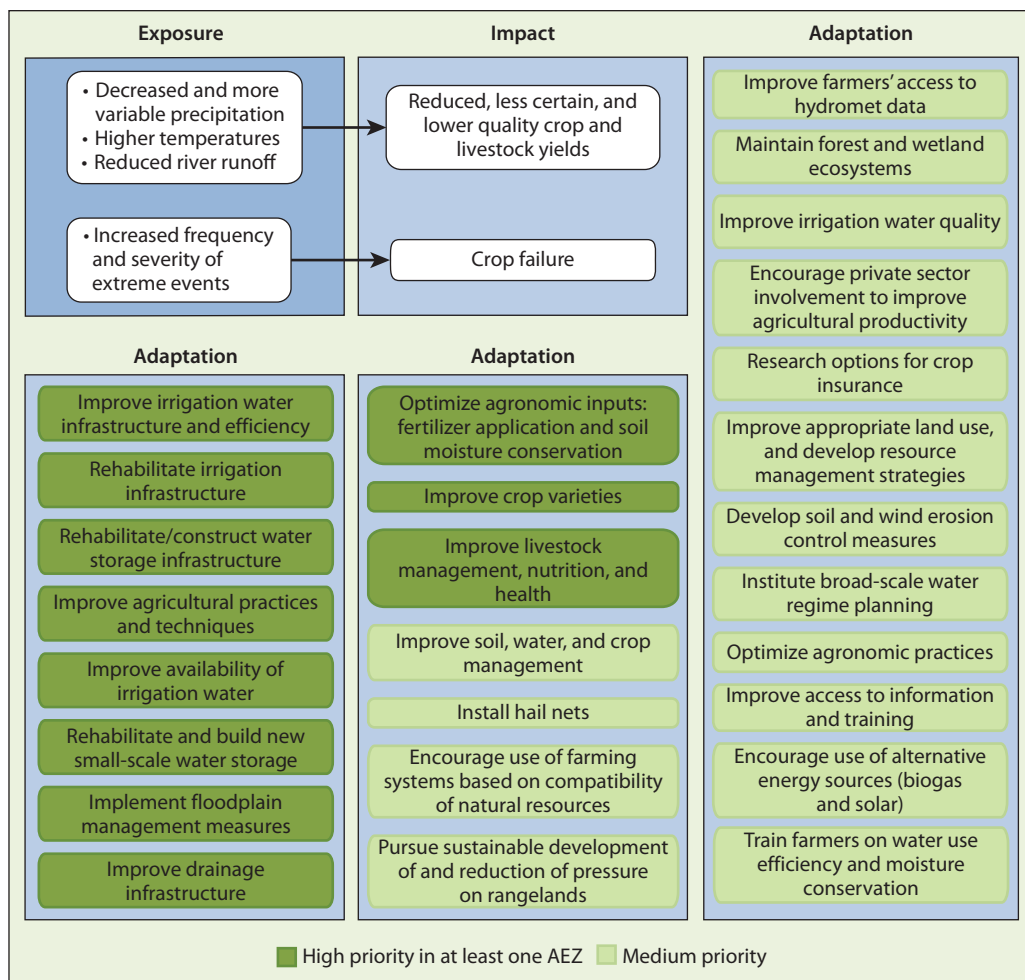 Exposure
• Decreased and more
variable precipitation
• Higher temperatures
• Reduced river runoff
• Increased frequency
and severity of
extreme events
Impact
Reduced, less certain, and
lower quality crop and
livestock yields
Crop failure
Adaptation
Improve irrigation water
infrastructure and efficiency
Rehabilitate irrigation
infrastructure
Rehabilitate/construct water
storage infrastructure
Improve agricultural practices
and techniques
Improve availability of
irrigation water
Rehabilitate and build new
small-scale water storage
Implement floodplain
management measures
Improve drainage
infrastructure
Adaptation
Optimize agronomic inputs:
fertilizer application and soil
moisture conservation
Improve crop varieties
Improve livestock
management, nutrition, and
health
Improve soil, water, and crop
management
Install hail nets
Encourage use of farming
systems based on compatibility
of natural resources
Pursue sustainable development
of and reduction of pressure
on rangelands
Adaptation
Improve farmers’ access to
hydromet data
Maintain forest and wetland
ecosystems
Improve irrigation water quality
Encourage private sector
involvement to improve
agricultural productivity
Research options for crop
insurance
Improve appropriate land use,
and develop resource
management strategies
Develop soil and wind erosion
control measures
Institute broad-scale water
regime planning
Optimize agronomic practices
Improve access to information
and training
Encourage use of alternative
energy sources (biogas
and solar)
Train farmers on water use
efficiency and moisture
conservation
High priority in at least one AEZ
Medium priority